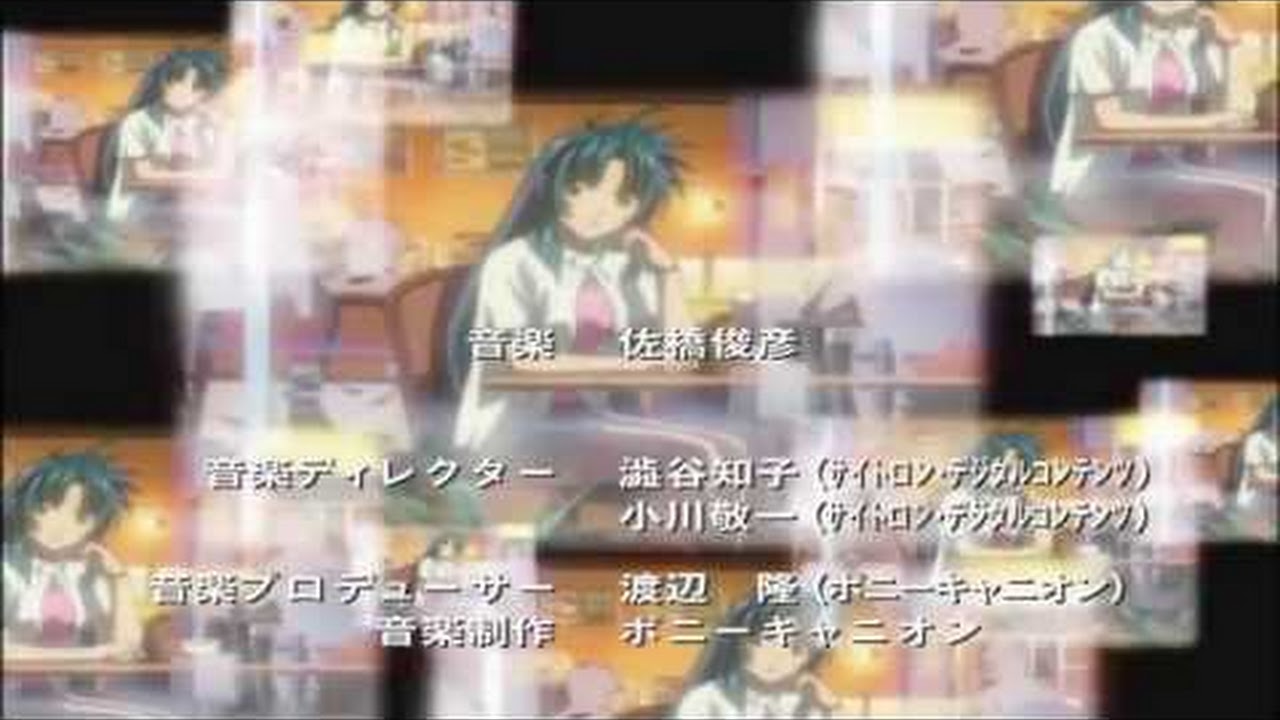 音楽 佐橋俊彦
音楽ディレクター 澁谷知子(サイトロン・デジタルコンテンツ)
小川敬一(サイトロン・デジタルコンテンツ)
音楽プロデューサー 渡辺 隆(ポニーキャニオン)
音楽制作 ポニーキャニオン